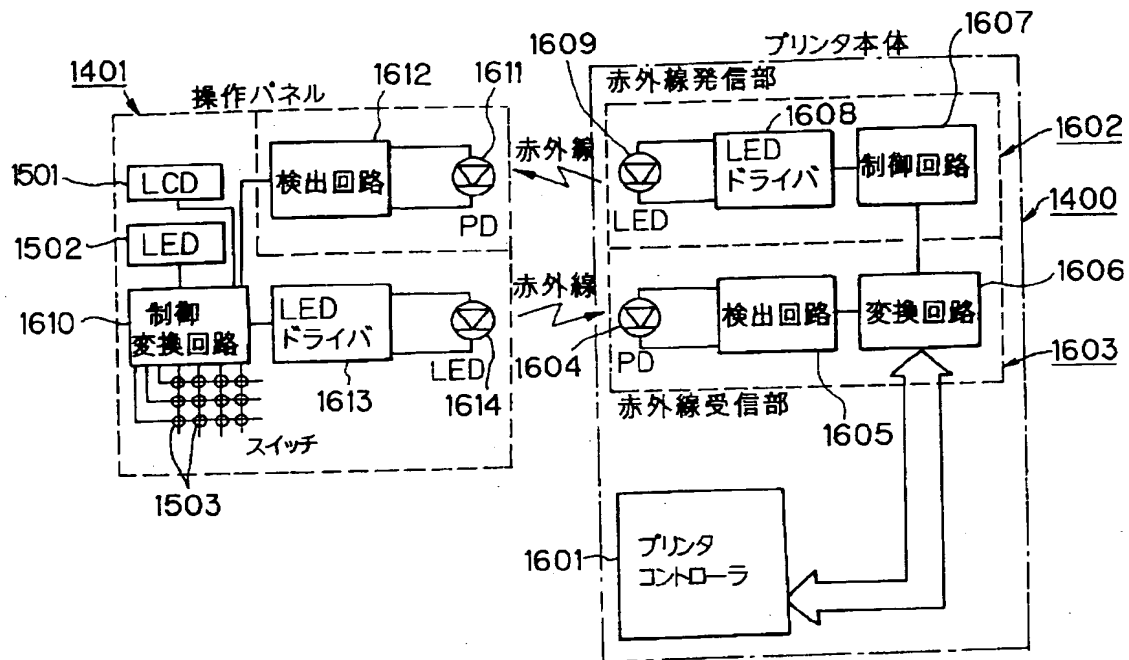 1607
1609
プリンタ本体
1401
1612
1611
赤外線発信部
操作パネル
1608
1602
赤外線
1501
LCD
検出回路
LED
ドライバ
制御回路
1400
PD
LED
1502
LED
赤外線
1606
1610
制御
変換回路
LED
ドライバ
検出回路
変換回路
LED
1604
PD
1603
1613
1614
赤外線受信部
1605
スイッチ
1503
1601
プリンタ
コントローラ